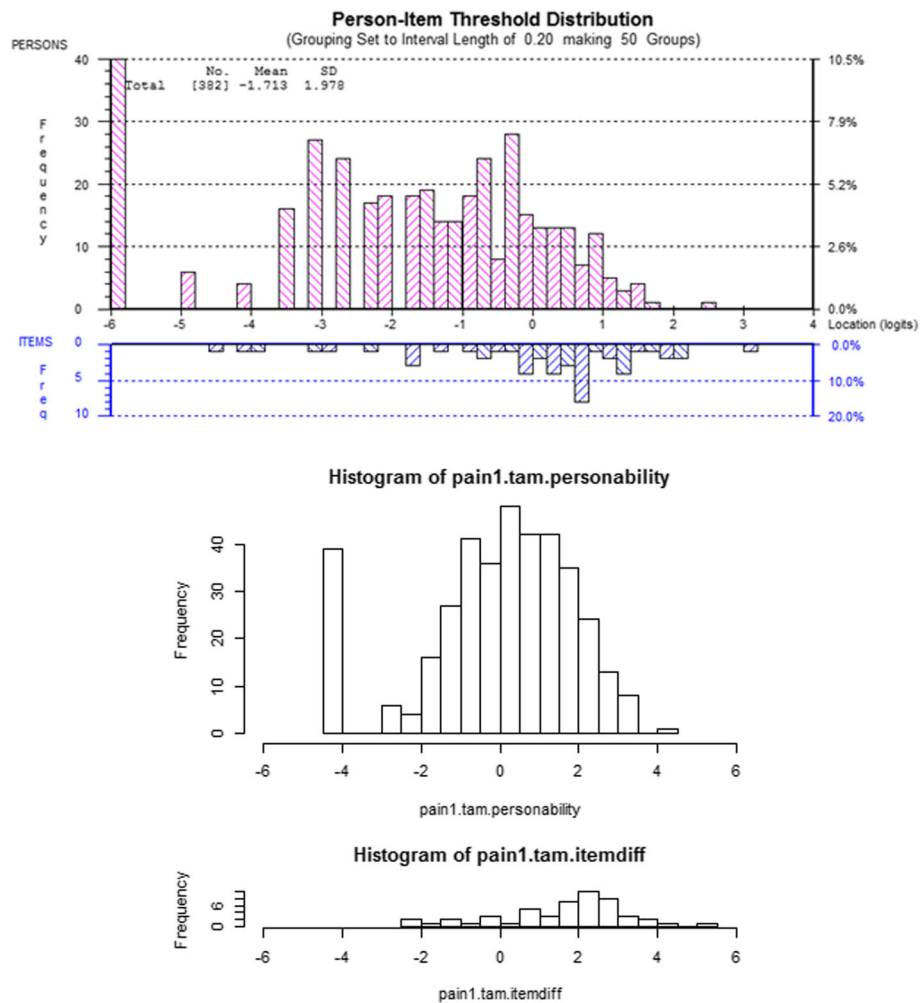 Person-Item Threshold Distribution
(Grouping Set to Interval Length of 0.20 making 50 Groups)
PERSONS
No. Mean SD
Total [382] -1.713 1.978
Frequency
40
30
20
10
0
10.5%
7.9%
5.2%
2.6%
0.0%
-6 -5 -4 -3 -2 -1 0 1 2 3 4 Location (logits)
ITEMS
Freq
0
5
10
0.0%
10.0%
20.0%
Histogram of pain1.tam.personability
Frequency
40
30
20
10
0
-6 -4 -2 0 2 4 6
pain1.tam.personability
Histogram of pain1.tam.itemdiff
Frequency
6
0
-6 -4 -2 0 2 4 6
pain1.tam.itemdiff